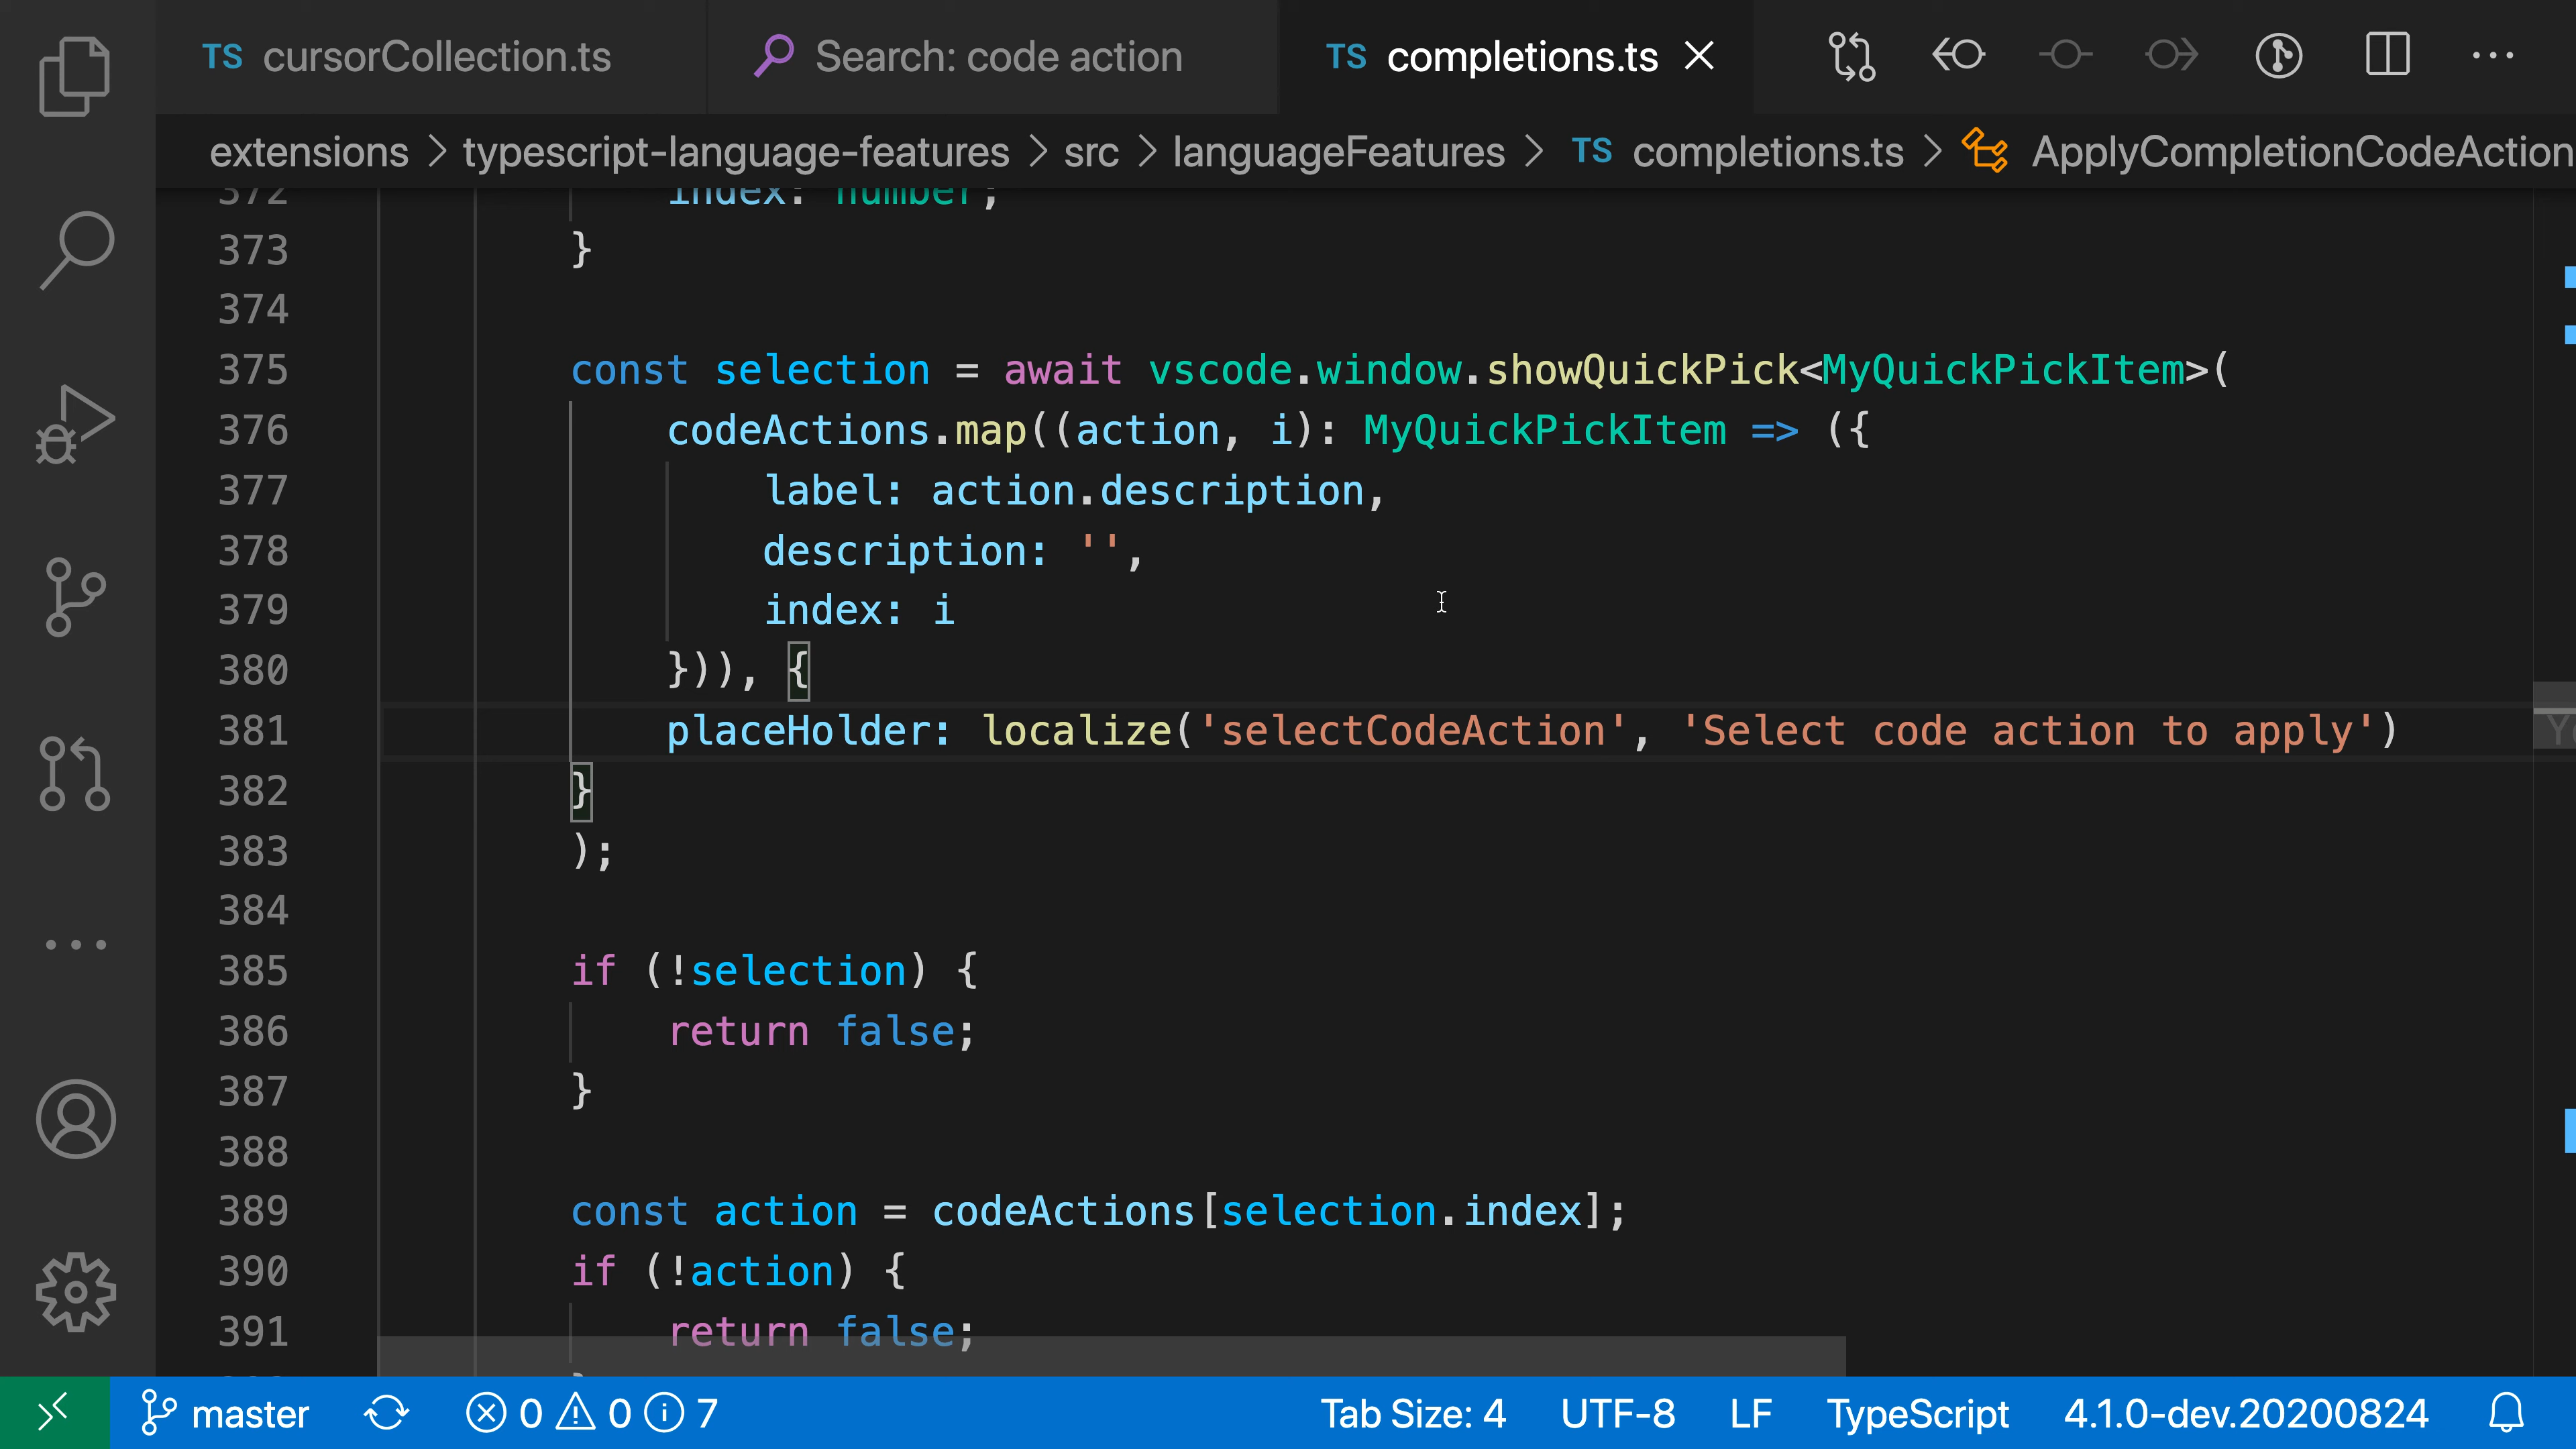 TS cursorCollection.ts
Search: code action
TS completions.ts
extensions > typescript-language-features > src > languageFeatures > TS completions.ts > ApplyCompletionCodeAction
372 index: number;
373 }
374
375 const selection = await vscode.window.showQuickPick<MyQuickPickItem>(
376 codeActions.map((action, i): MyQuickPickItem => ({
377 label: action.description,
378 description: '',
379 index: i
380 })), {
381 placeHolder: localize('selectCodeAction', 'Select code action to apply')
382 }
383 );
384
385 if (!selection) {
386 return false;
387 }
388
389 const action = codeActions[selection.index];
390 if (!action) {
391 return false;
master 0 0 7 Tab Size: 4 UTF-8 LF TypeScript 4.1.0-dev.20200824